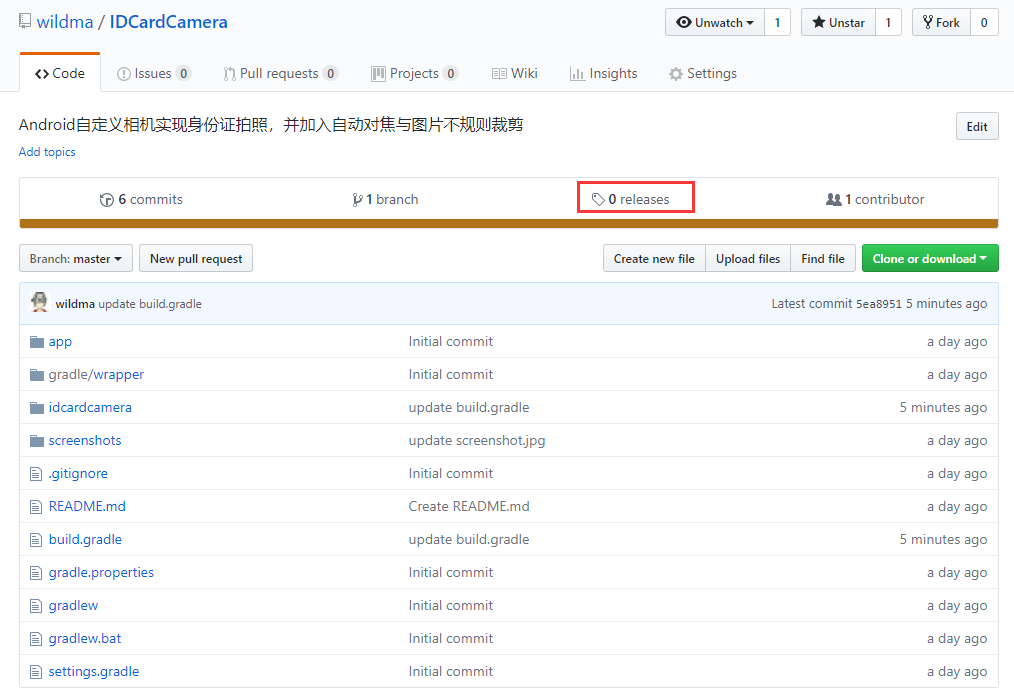 wildma / IDCardCamera Unwatch 1 Unstar 1 Fork 0
Code Issues 0 Pull requests 0 Projects 0 Wiki Insights Settings
Android自定义相机实现身份证拍照，并加入自动对焦与图片不规则裁剪 Edit
Add topics
6 commits 1 branch 0 releases 1 contributor
Branch: master New pull request Create new file Upload files Find file Clone or download
wildma update build.gradle Latest commit 5ea8951 5 minutes ago
app Initial commit a day ago
gradle/wrapper Initial commit a day ago
idcardcamera update build.gradle 5 minutes ago
screenshots update screenshot.jpg a day ago
.gitignore Initial commit a day ago
README.md Create README.md a day ago
build.gradle update build.gradle 5 minutes ago
gradle.properties Initial commit a day ago
gradlew Initial commit a day ago
gradlew.bat Initial commit a day ago
settings.gradle Initial commit a day ago